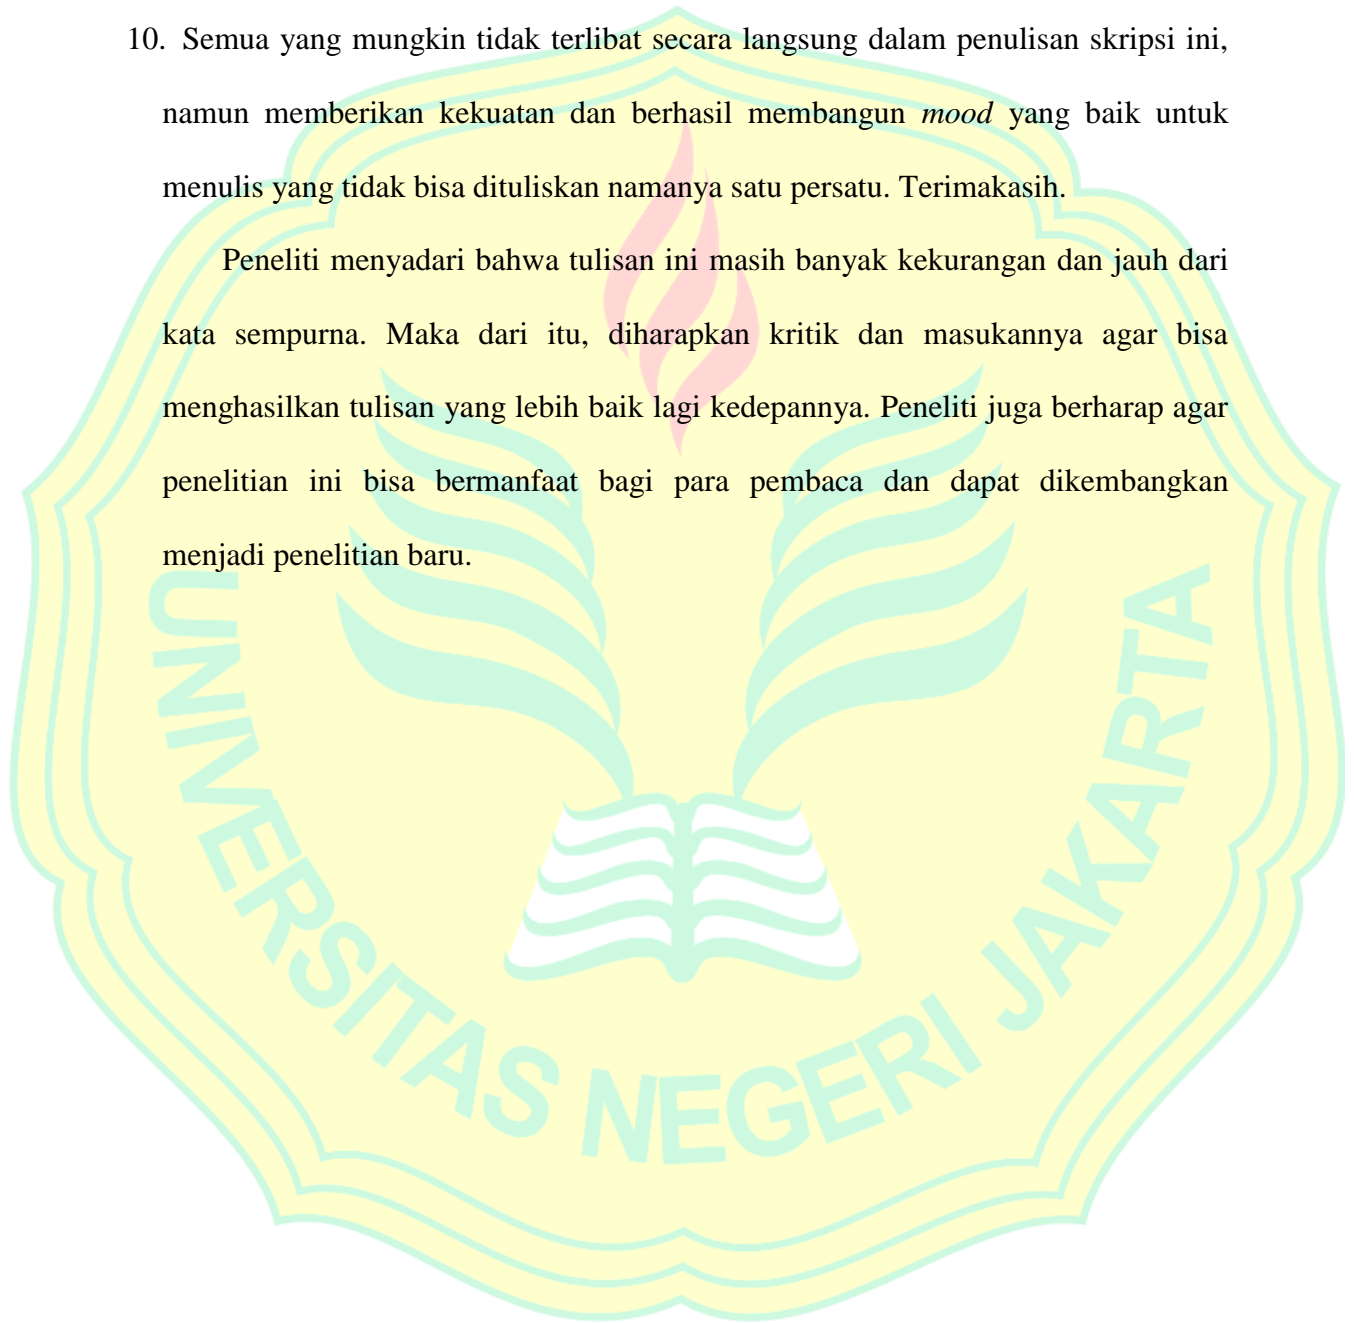 10. Semua yang mungkin tidak terlibat secara langsung dalam penulisan skripsi ini,
namun memberikan kekuatan dan berhasil membangun mood yang baik untuk
menulis yang tidak bisa dituliskan namanya satu persatu. Terimakasih.
Peneliti menyadari bahwa tulisan ini masih banyak kekurangan dan jauh dari
kata sempurna. Maka dari itu, diharapkan kritik dan masukannya agar bisa
menghasilkan tulisan yang lebih baik lagi kedepannya. Peneliti juga berharap agar
penelitian ini bisa bermanfaat bagi para pembaca dan dapat dikembangkan
menjadi penelitian baru.
UNIVERSITAS NEGERI JAKARTA